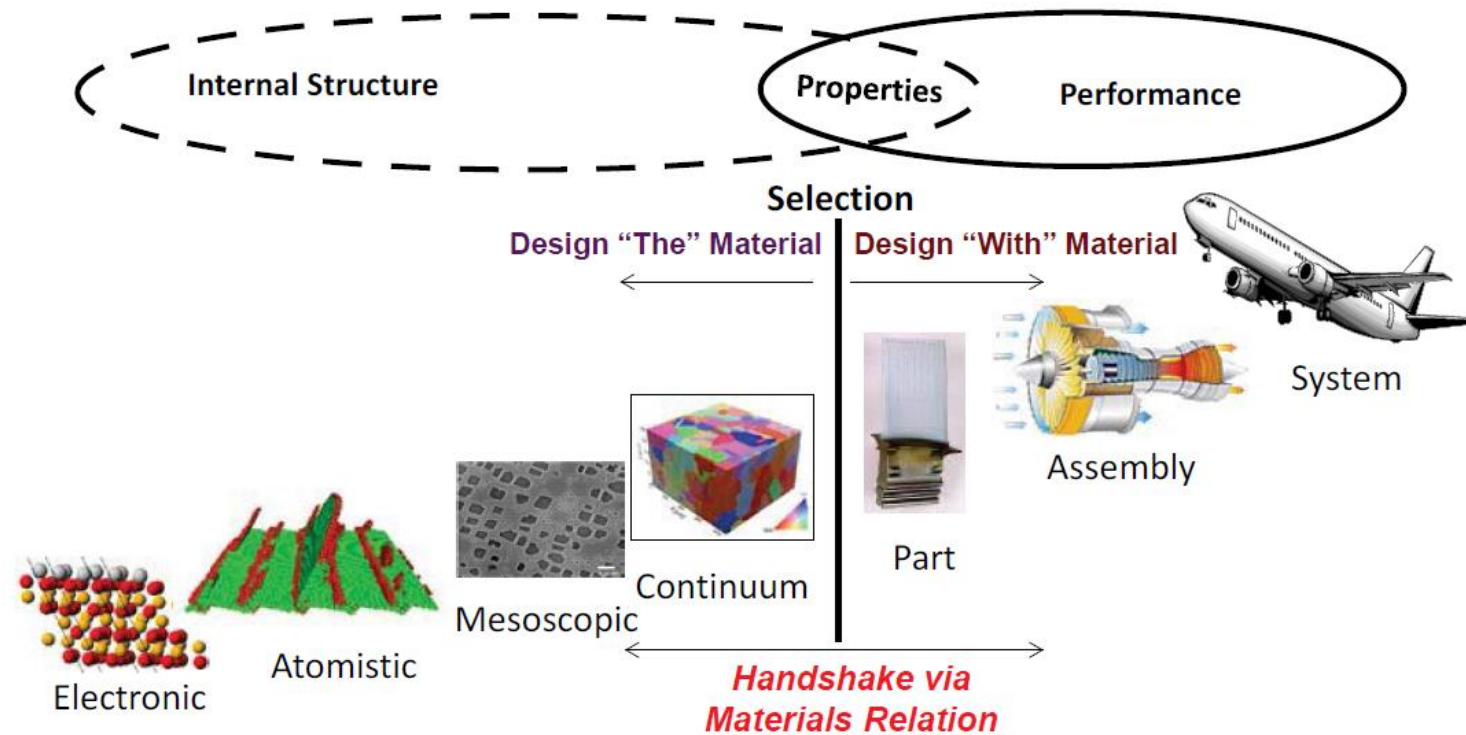 Internal Structure
Properties
Performance
Selection
Design “The” Material
Design “With” Material
System
Assembly
Part
Continuum
Mesoscopic
Atomistic
Electronic
Handshake via
Materials Relation